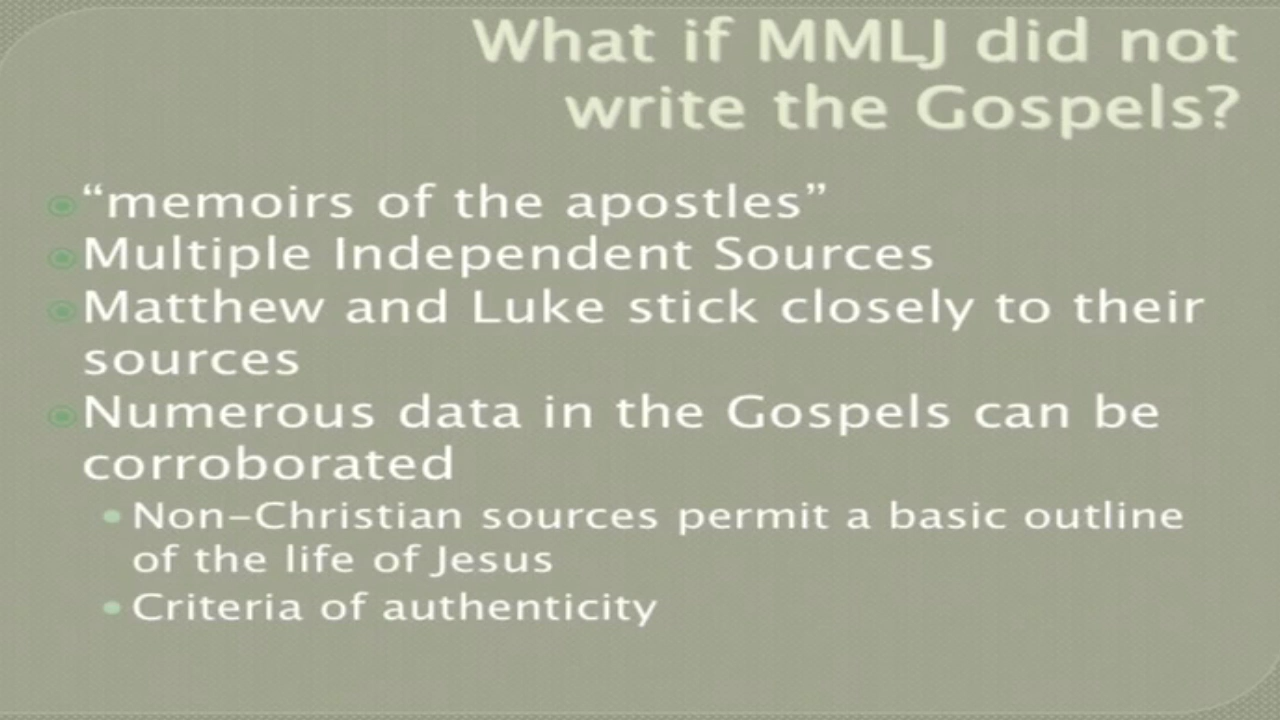 What if MMLJ did not
write the Gospels?
“memoirs of the apostles”
Multiple Independent Sources
Matthew and Luke stick closely to their
sources
Numerous data in the Gospels can be
corroborated
Non–Christian sources permit a basic outline
of the life of Jesus
Criteria of authenticity